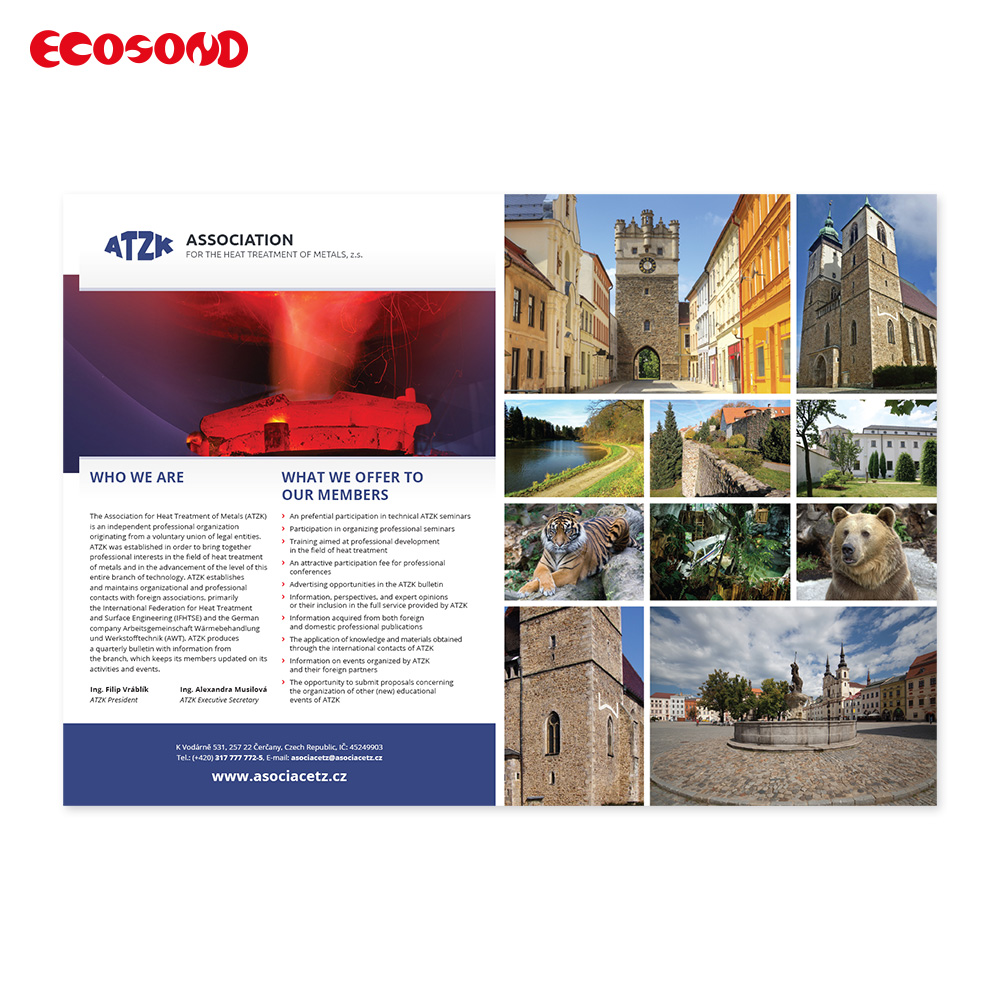 ECOSOND
ATZK
ASSOCIATION
FOR THE HEAT TREATMENT OF METALS, z.s.
WHO WE ARE
The Association for Heat Treatment of Metals (ATZK)
is an independent professional organization
originating from a voluntary union of legal entities.
ATZK was established in order to bring together
professional interests in the field of heat treatment
of metals and in the advancement of the level of this
entire branch of technology. ATZK establishes
and maintains organizational and professional
contacts with foreign associations, primarily
the International Federation for Heat Treatment
and Surface Engineering (IFHTSE) and the German
company Arbeitsgemeinschaft Wärmebehandlung
und Werkstofftechnik (AWT). ATZK produces
a quarterly bulletin with information from
the branch, which keeps its members updated on its
activities and events.
Ing. Filip Vráblík
ATZK President
Ing. Alexandra Musilová
ATZK Executive Secretary
WHAT WE OFFER TO
OUR MEMBERS
› An prefential participation in technical ATZK seminars
› Participation in organizing professional seminars
› Training aimed at professional development
in the field of heat treatment
› An attractive participation fee for professional
conferences
› Advertising opportunities in the ATZK bulletin
› Information, perspectives, and expert opinions
or their inclusion in the full service provided by ATZK
› Information acquired from both foreign
and domestic professional publications
› The application of knowledge and materials obtained
through the international contacts of ATZK
› Information on events organized by ATZK
and their foreign partners
› The opportunity to submit proposals concerning
the organization of other (new) educational
events of ATZK
K Vodárně 531, 257 22 Čerčany, Czech Republic, IČ: 45249903
Tel.: (+420) 317 777 772-5, E-mail: asociacetz@asociacetz.cz
www.asociacetz.cz